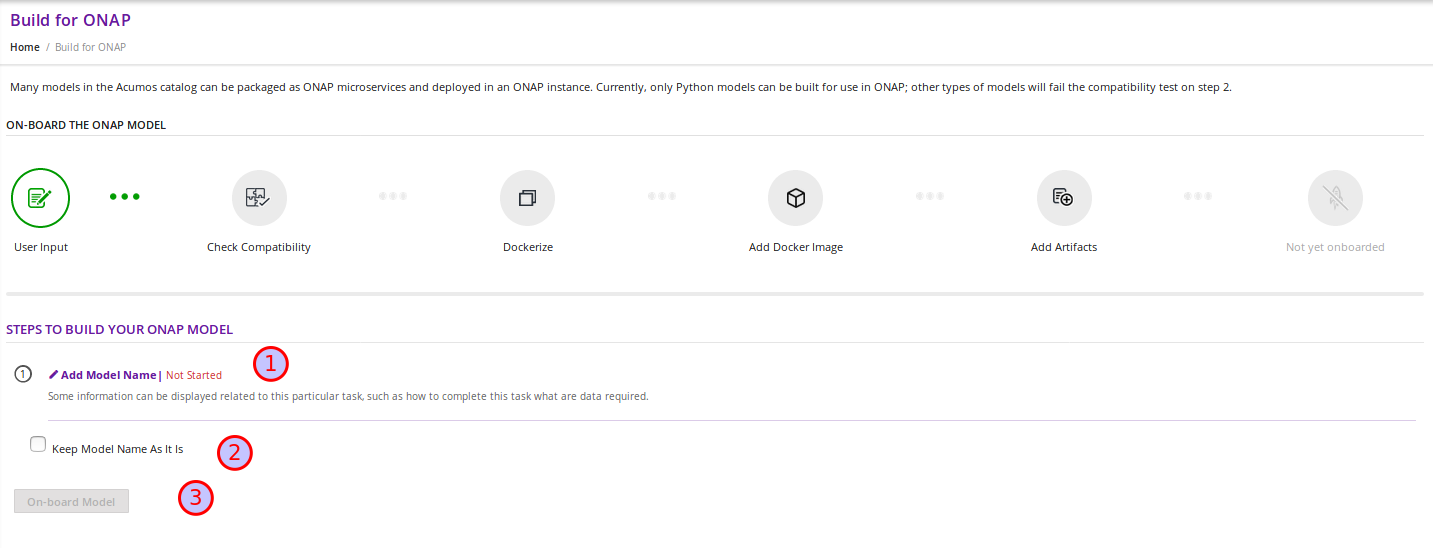 Build for ONAP
Home / Build for ONAP
Many models in the Acumos catalog can be packaged as ONAP microservices and deployed in an ONAP instance. Currently, only Python models can be built for use in ONAP; other types of models will fail the compatibility test on step 2.
ON-BOARD THE ONAP MODEL
User Input
Check Compatibility
Dockerize
Add Docker Image
Add Artifacts
Not yet onboarded
STEPS TO BUILD YOUR ONAP MODEL
1 Add Model Name| Not Started 1
Some information can be displayed related to this particular task, such as how to complete this task what are data required.
Keep Model Name As It Is 2
On-board Model 3